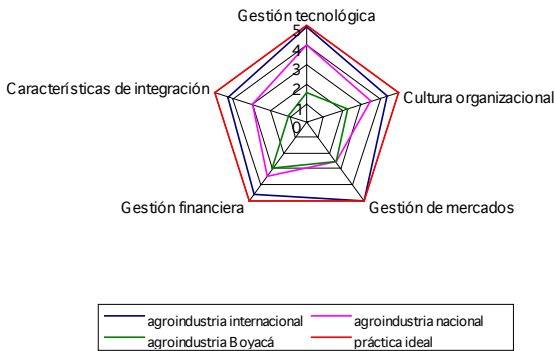 Gestión tecnológica
5
4
3
2
1
0
Características de integración
Cultura organizacional
Gestión financiera
Gestión de mercados
agroindustria internacional
agroindustria nacional
agroindustria Boyacá
práctica ideal